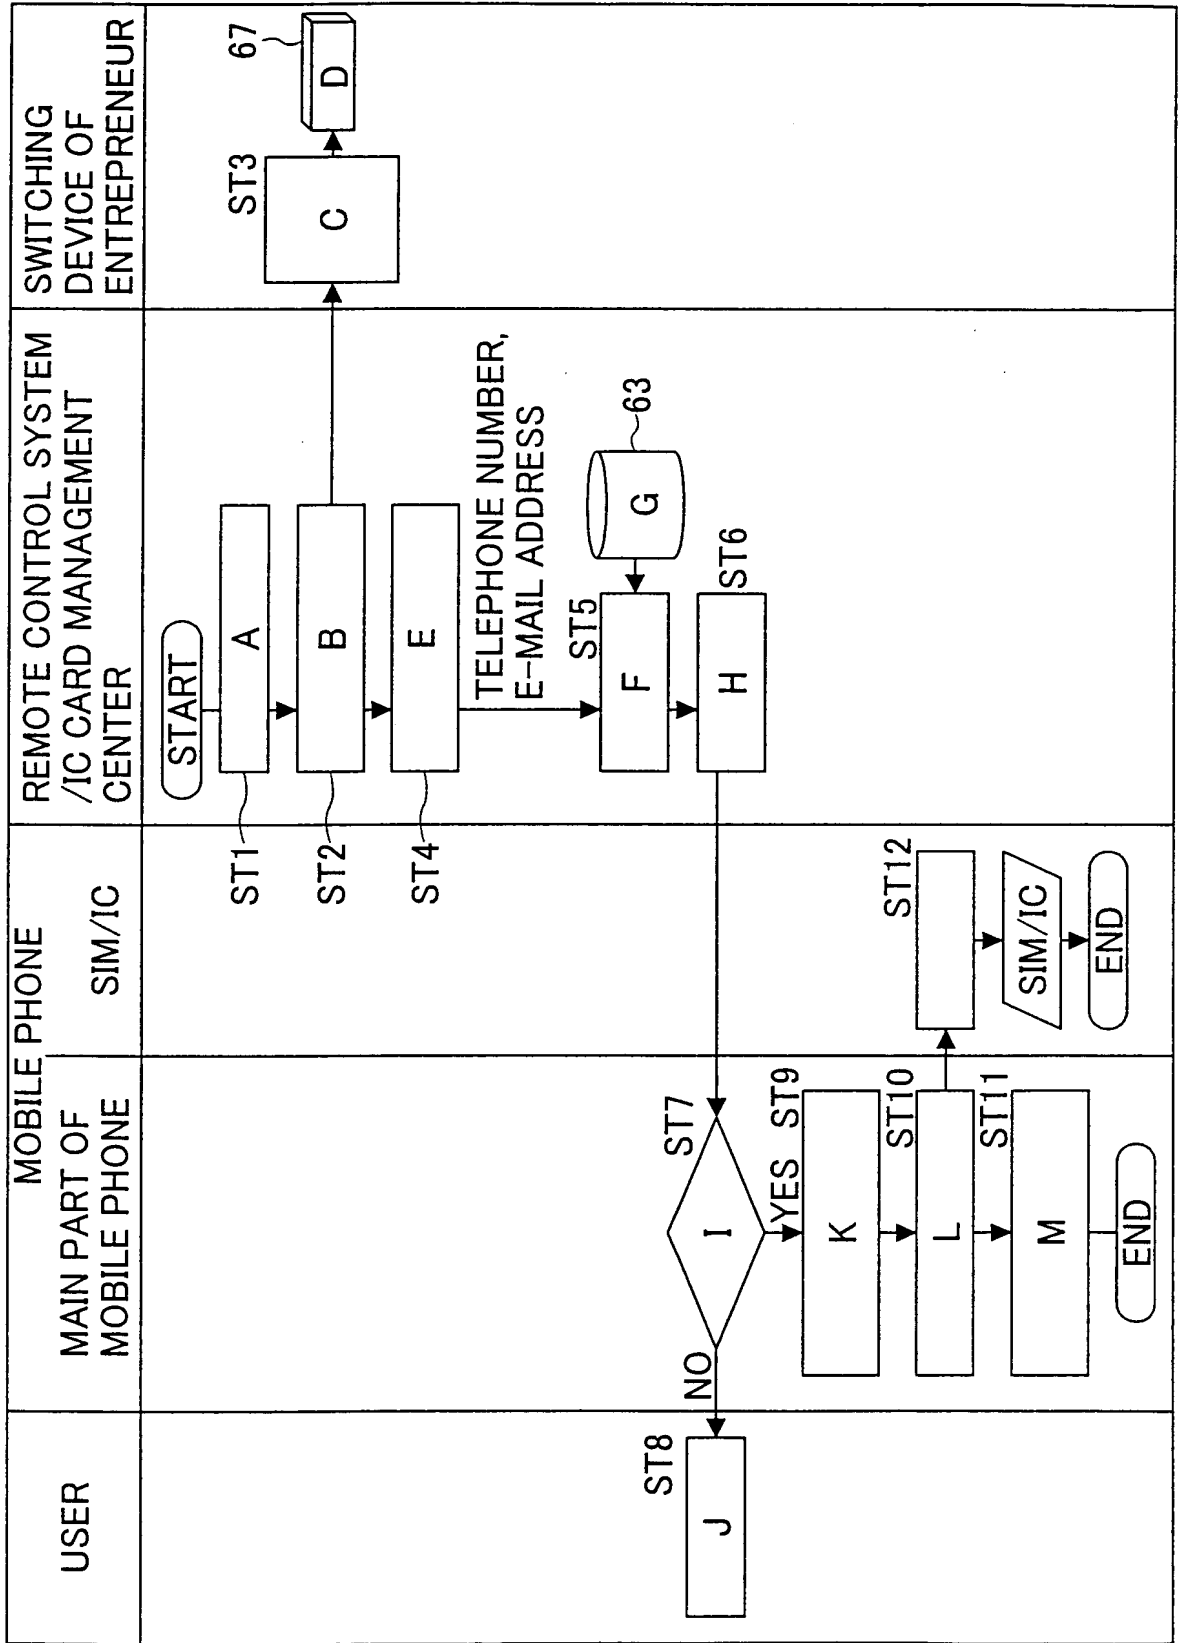 USER
MOBILE PHONE
MAIN PART OF
MOBILE PHONE
SIM/IC
REMOTE CONTROL SYSTEM
/IC CARD MANAGEMENT
CENTER
SWITCHING
DEVICE OF
ENTREPRENEUR
START
ST1
A
ST2
B
ST3
C
D
67
ST4
E
TELEPHONE NUMBER,
E-MAIL ADDRESS
ST5
F
G
63
H
ST6
ST7
I
NO
ST8
J
YES
ST9
K
ST10
L
ST12
SIM/IC
END
ST11
M
END